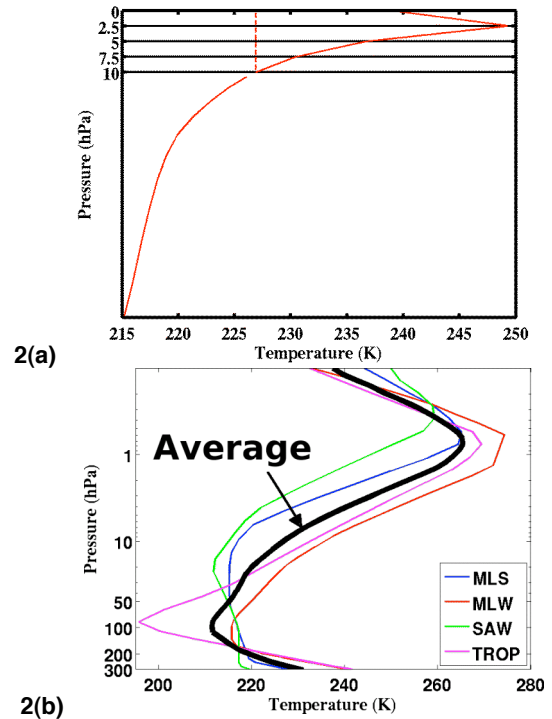 0
2.5
5
7.5
10
Pressure (hPa)
215 220 225 230 235 240 245 250
Temperature (K)
2(a)
Average
1
10
50
100
200
300
Pressure (hPa)
MLS
MLW
SAW
TROP
200 220 240 260 280
Temperature (K)
2(b)